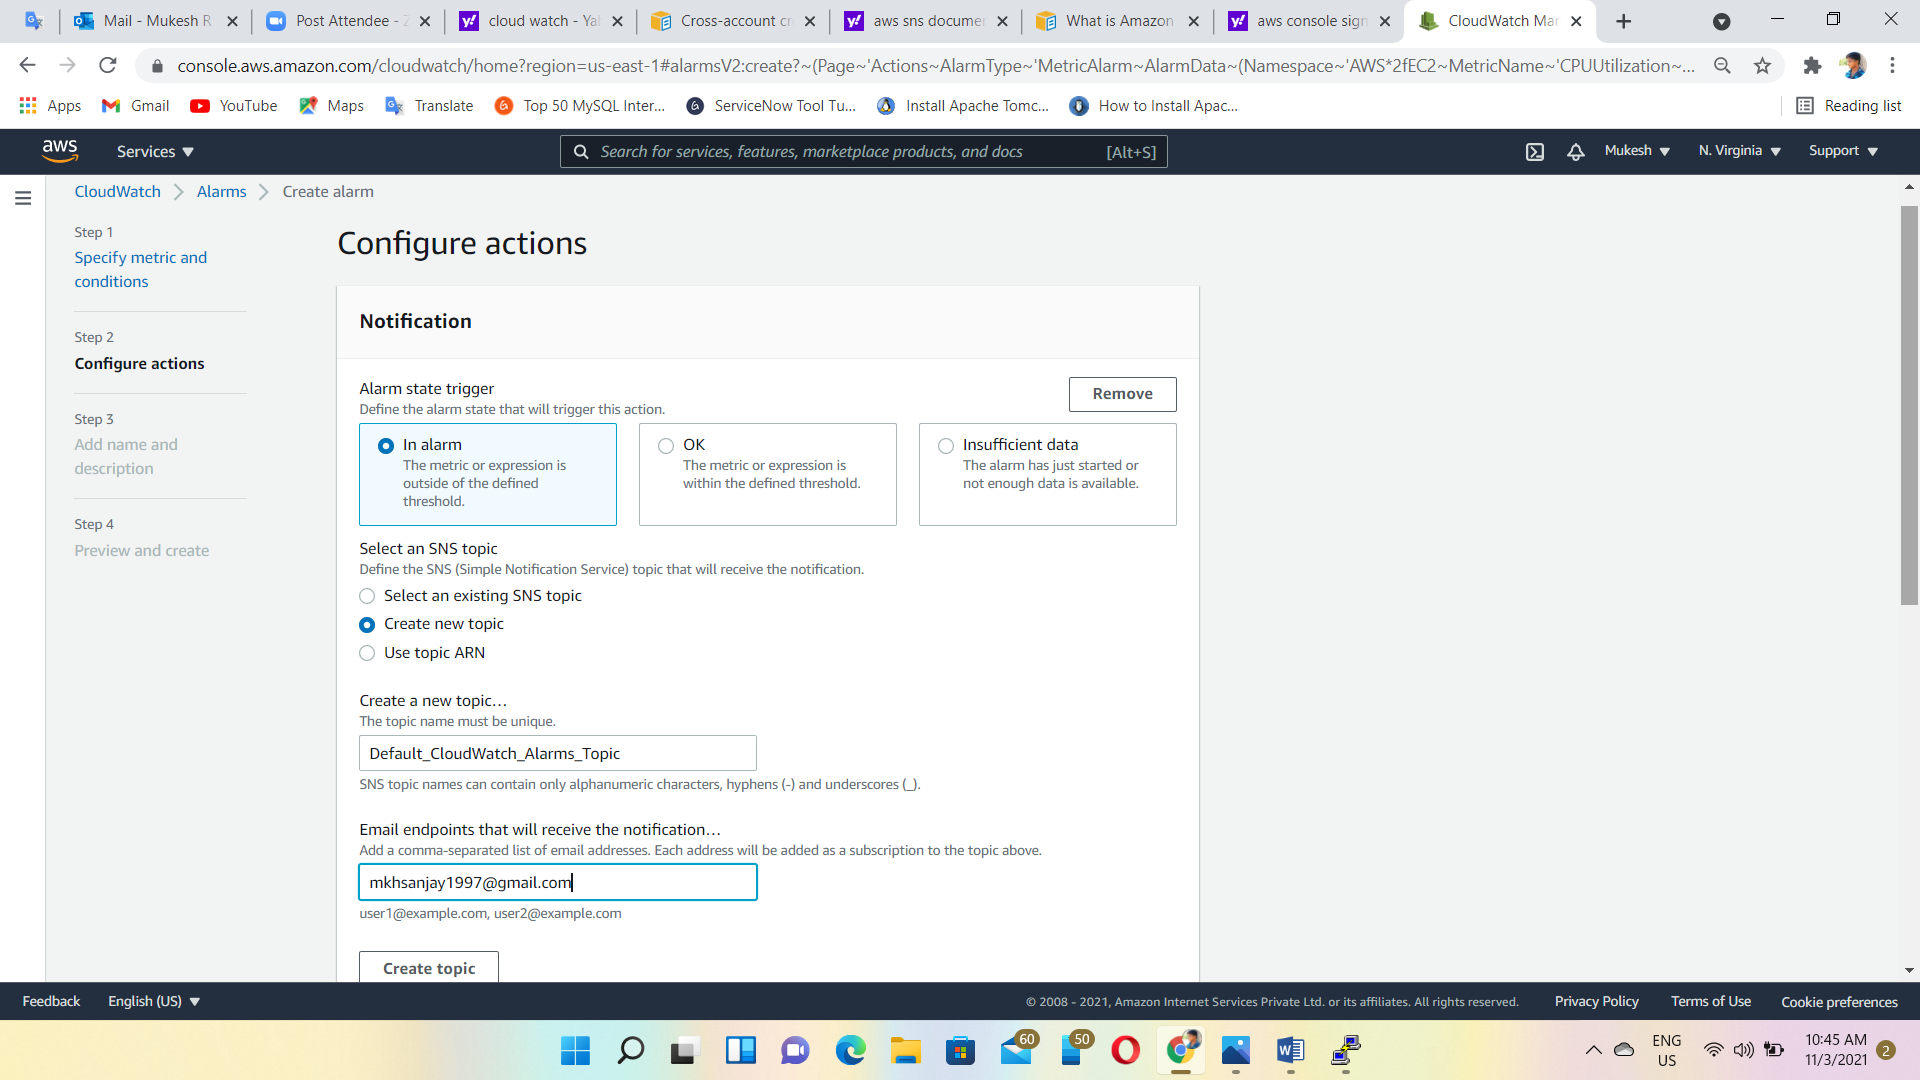 Mail - Mukesh R
Post Attendee - Z
cloud watch - Ya
Cross-account cr
aws sns documen
What is Amazon
aws console sign
CloudWatch Man
console.aws.amazon.com/cloudwatch/home?region=us-east-1#alarmsV2:create?~(Page~'Actions~AlarmType~'MetricAlarm~AlarmData~(Namespace~'AWS*2fEC2~MetricName~'CPUUtilization~...
Apps
Gmail
YouTube
Maps
Translate
Top 50 MySQL Inter...
ServiceNow Tool Tu...
Install Apache Tomc...
How to Install Apac...
Reading list
aws
Services
Search for services, features, marketplace products, and docs
[Alt+S]
Mukesh
N. Virginia
Support
CloudWatch
Alarms
Create alarm
Step 1
Specify metric and
conditions
Step 2
Configure actions
Step 3
Add name and
description
Step 4
Preview and create
Configure actions
Notification
Alarm state trigger
Define the alarm state that will trigger this action.
Remove
In alarm
The metric or expression is
outside of the defined
threshold.
OK
The metric or expression is
within the defined threshold.
Insufficient data
The alarm has just started or
not enough data is available.
Select an SNS topic
Define the SNS (Simple Notification Service) topic that will receive the notification.
Select an existing SNS topic
Create new topic
Use topic ARN
Create a new topic…
The topic name must be unique.
Default_CloudWatch_Alarms_Topic
SNS topic names can contain only alphanumeric characters, hyphens (-) and underscores (_).
Email endpoints that will receive the notification…
Add a comma-separated list of email addresses. Each address will be added as a subscription to the topic above.
mkhsanjay1997@gmail.com
user1@example.com, user2@example.com
Create topic
Feedback
English (US)
© 2008 - 2021, Amazon Internet Services Private Ltd. or its affiliates. All rights reserved.
Privacy Policy
Terms of Use
Cookie preferences
60
50
ENG
US
10:45 AM
11/3/2021
2